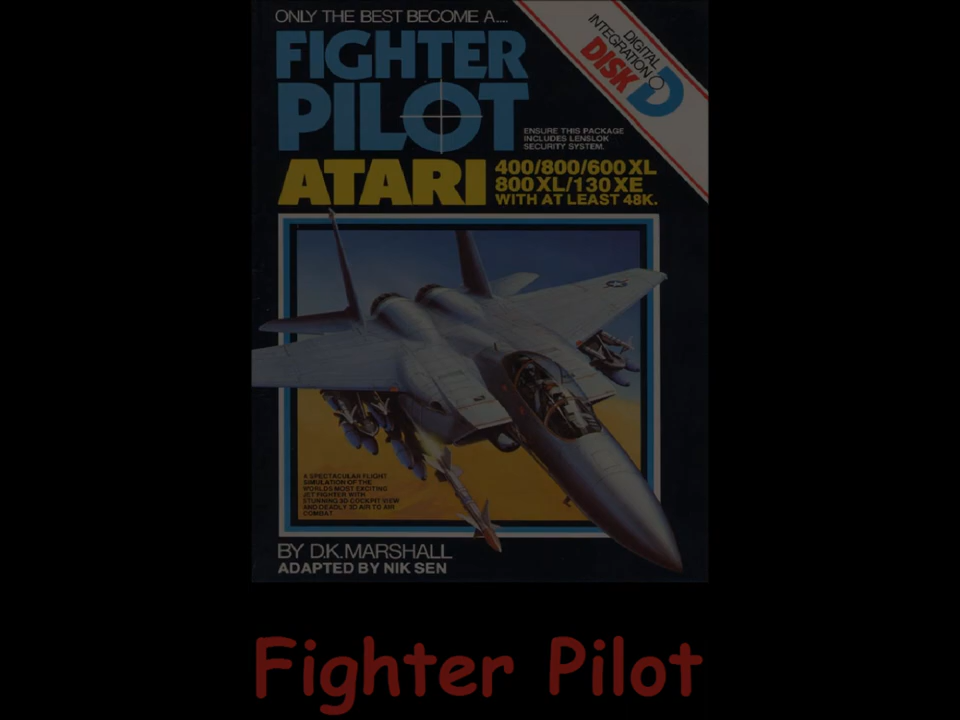 ONLY THE BEST BECOME A....
FIGHTER
PILOT
DIGITAL
INTEGRATION
DISK
ENSURE THIS PACKAGE
INCLUDES LENSLOK
SECURITY SYSTEM.
ATARI
400/800/600 XL
800 XL/130 XE
WITH AT LEAST 48K.
A SPECTACULAR FLIGHT
SIMULATION OF THE
WORLDS MOST EXCITING
JET FIGHTER WITH
STUNNING 3D COCKPIT VIEW
AND DEADLY 3D AIR TO AIR
COMBAT
BY D.K. MARSHALL
ADAPTED BY NIK SEN
Fighter Pilot